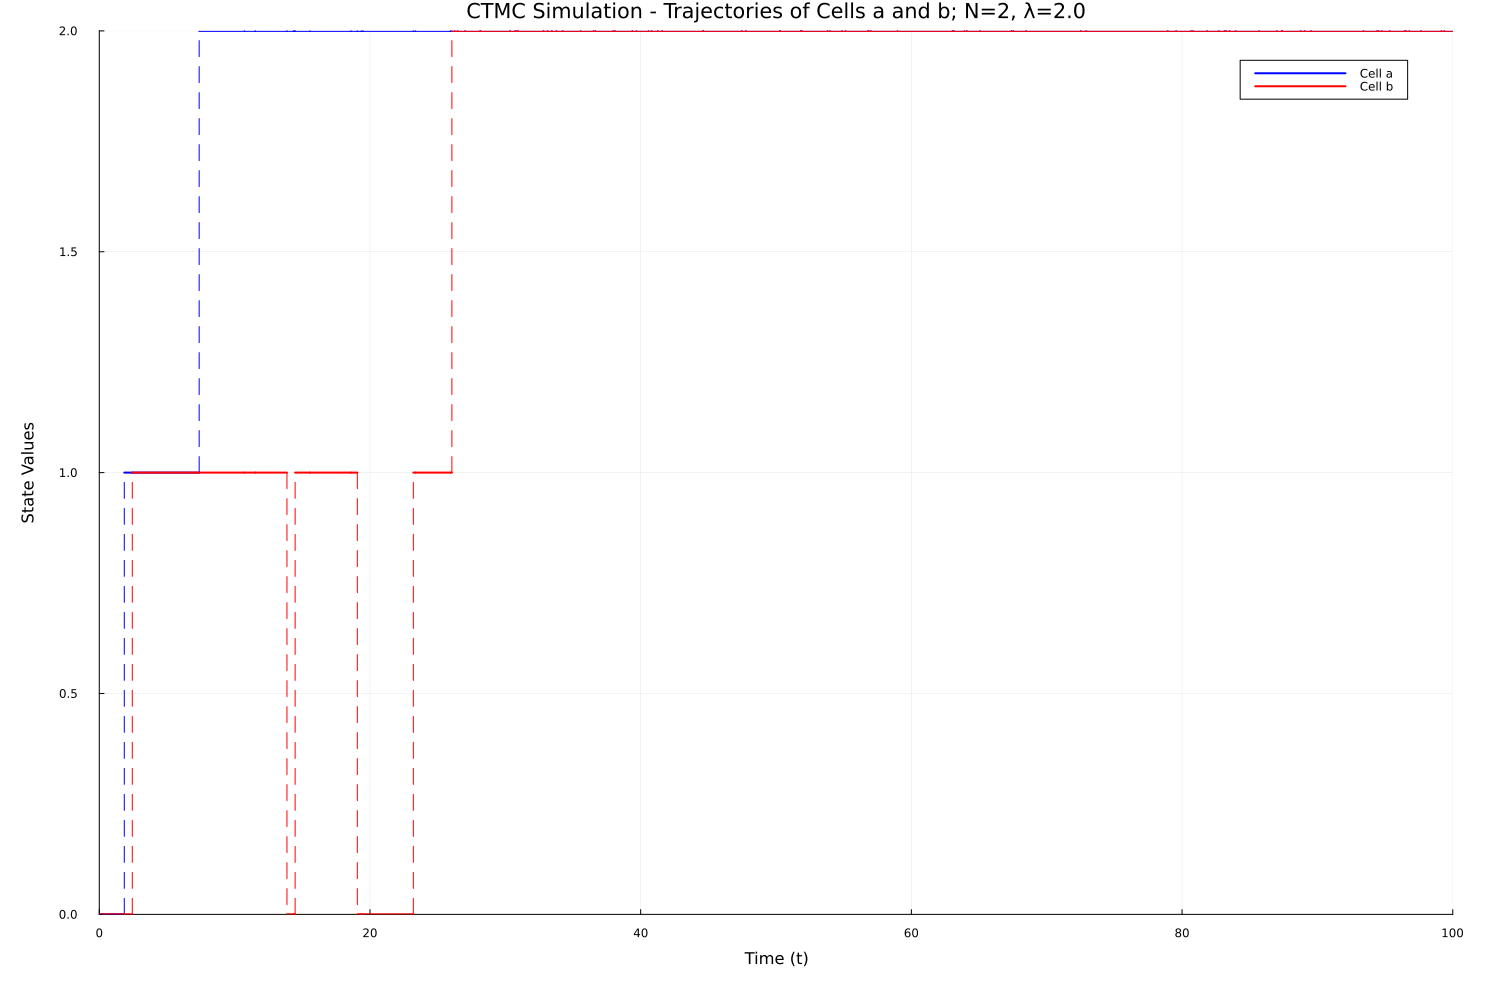 CTMC Simulation - Trajectories of Cells a and b; N=2, λ=2.0
Cell a
Cell b
State Values
2.0
1.5
1.0
0.5
0.0
0
20
40
60
80
100
Time (t)